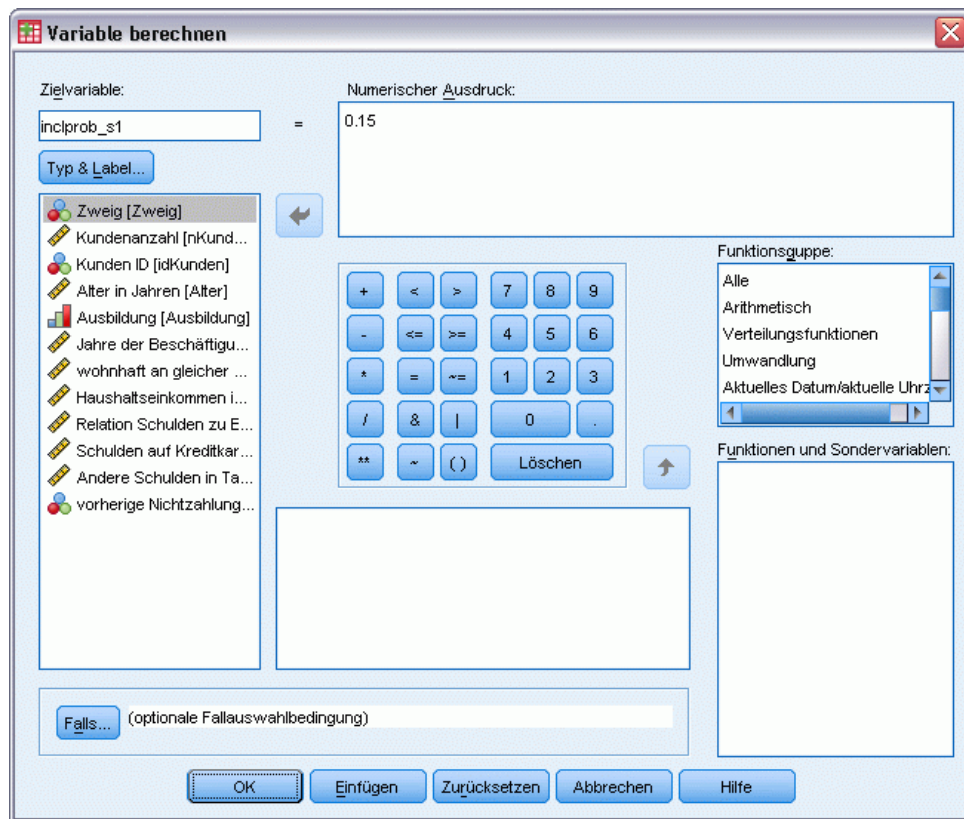 Variable berechnen
Zielvariable:
inclprob_s1
=
Numerischer Ausdruck:
0.15
Typ & Label...
Zweig [Zweig]
Kundenanzahl [nKund...
Kunden ID [idKunden]
Alter in Jahren [Alter]
Ausbildung [Ausbildung]
Jahre der Beschäftigu...
wohnhaft an gleicher ...
Haushaltseinkommen i...
Relation Schulden zu E...
Schulden auf Kreditkar...
Andere Schulden in Ta...
vorherige Nichtzahlung...
+ < > 7 8 9
- <= >= 4 5 6
* = ~= 1 2 3
/ & | 0 .
** ~ ( ) Löschen
Funktionsgruppe:
Alle
Arithmetisch
Verteilungsfunktionen
Umwandlung
Aktuelles Datum/aktuelle Uhrz
Funktionen und Sondervariablen:
Falls... (optionale Fallauswahlbedingung)
OK Einfügen Zurücksetzen Abbrechen Hilfe